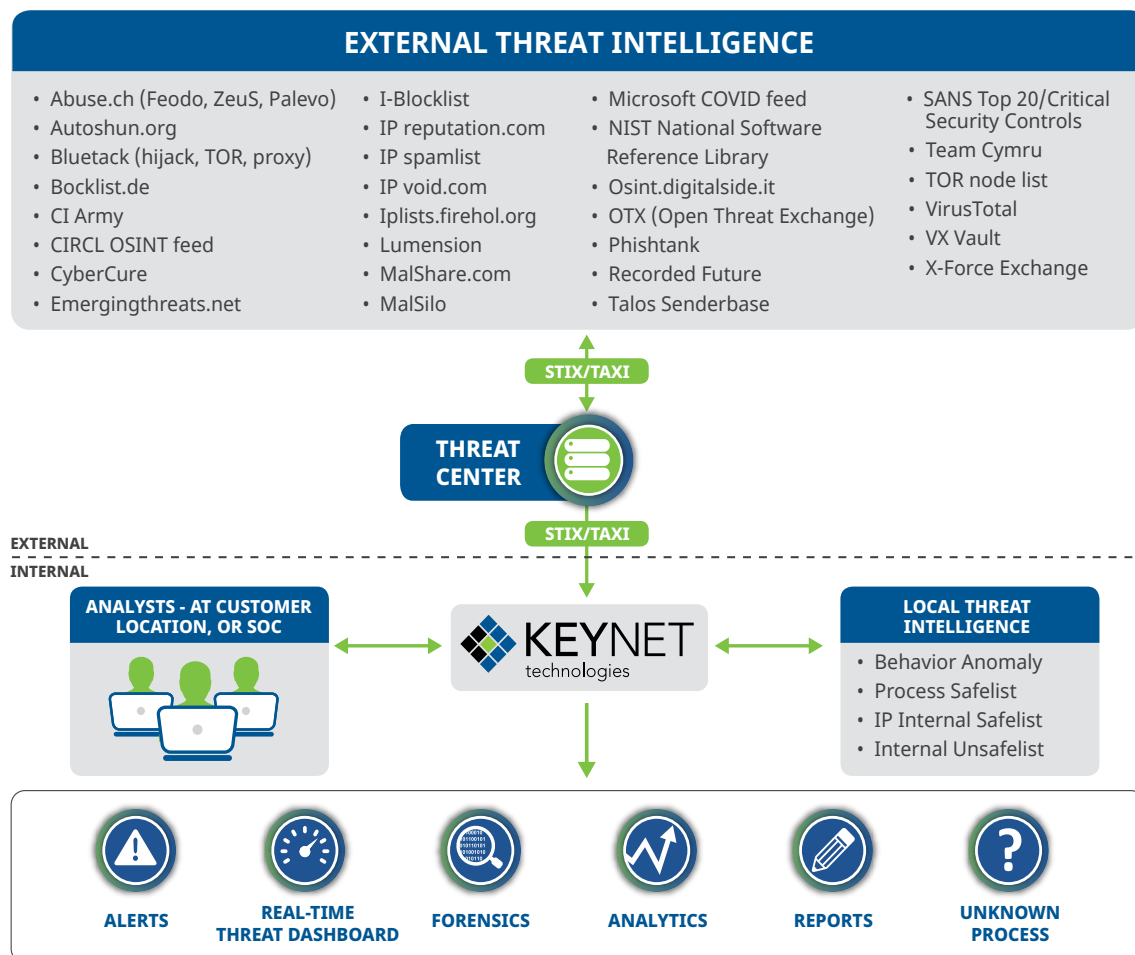 EXTERNAL THREAT INTELLIGENCE
• Abuse.ch (Feodo, ZeuS, Palevo)
• Autoshun.org
• Bluetack (hijack, TOR, proxy)
• Bocklist.de
• CI Army
• CIRCL OSINT feed
• CyberCure
• Emergingthreats.net
• I-Blocklist
• IP reputation.com
• IP spamlist
• IP void.com
• Iplists.firehol.org
• Lumension
• MalShare.com
• MalSilo
• Microsoft COVID feed
• NIST National Software
Reference Library
• Osint.digitalside.it
• OTX (Open Threat Exchange)
• Phishtank
• Recorded Future
• Talos Senderbase
• SANS Top 20/Critical
Security Controls
• Team Cymru
• TOR node list
• VirusTotal
• VX Vault
• X-Force Exchange
STIX/TAXI
THREAT
CENTER
STIX/TAXI
EXTERNAL
INTERNAL
ANALYSTS - AT CUSTOMER
LOCATION, OR SOC
KEYNET
technologies
LOCAL THREAT
INTELLIGENCE
• Behavior Anomaly
• Process Safelist
• IP Internal Safelist
• Internal Unsafelist
ALERTS
REAL-TIME
THREAT DASHBOARD
FORENSICS
ANALYTICS
REPORTS
?
UNKNOWN
PROCESS